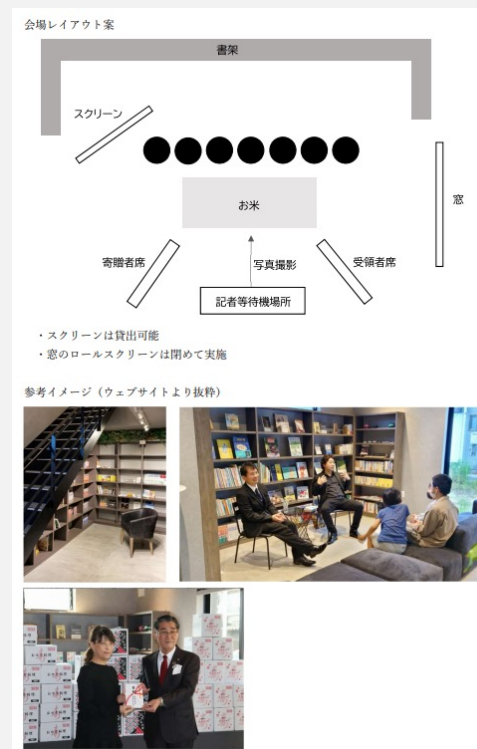 会場レイアウト案
書架
スクリーン
お米
窓
寄贈者席
写真撮影
受領者席
記者等待機場所
・スクリーンは貸出可能
・窓のロールスクリーンは閉めて実施
参考イメージ（ウェブサイトより抜粋）